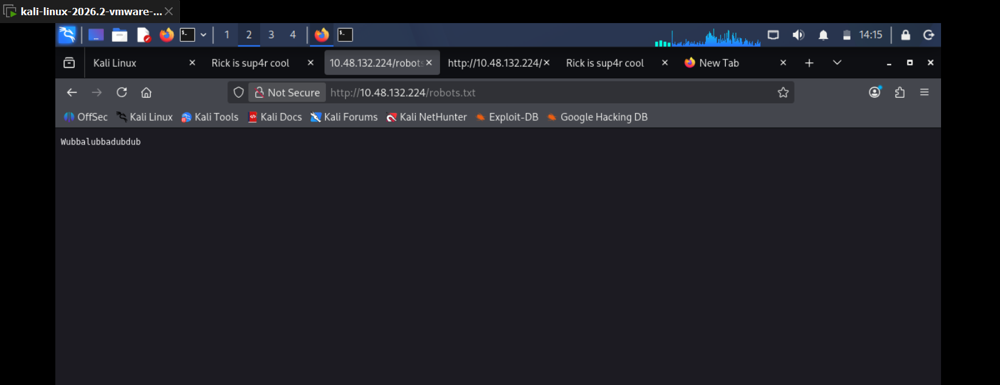 kali-linux-2026.2-vmware-...
1 2 3 4 14:15
Kali Linux Rick is sup4r cool 10.48.132.224/robots http://10.48.132.224/ Rick is sup4r cool New Tab
Not Secure http://10.48.132.224/robots.txt
OffSec Kali Linux Kali Tools Kali Docs Kali Forums Kali NetHunter Exploit-DB Google Hacking DB
Wubbalubbadubdub